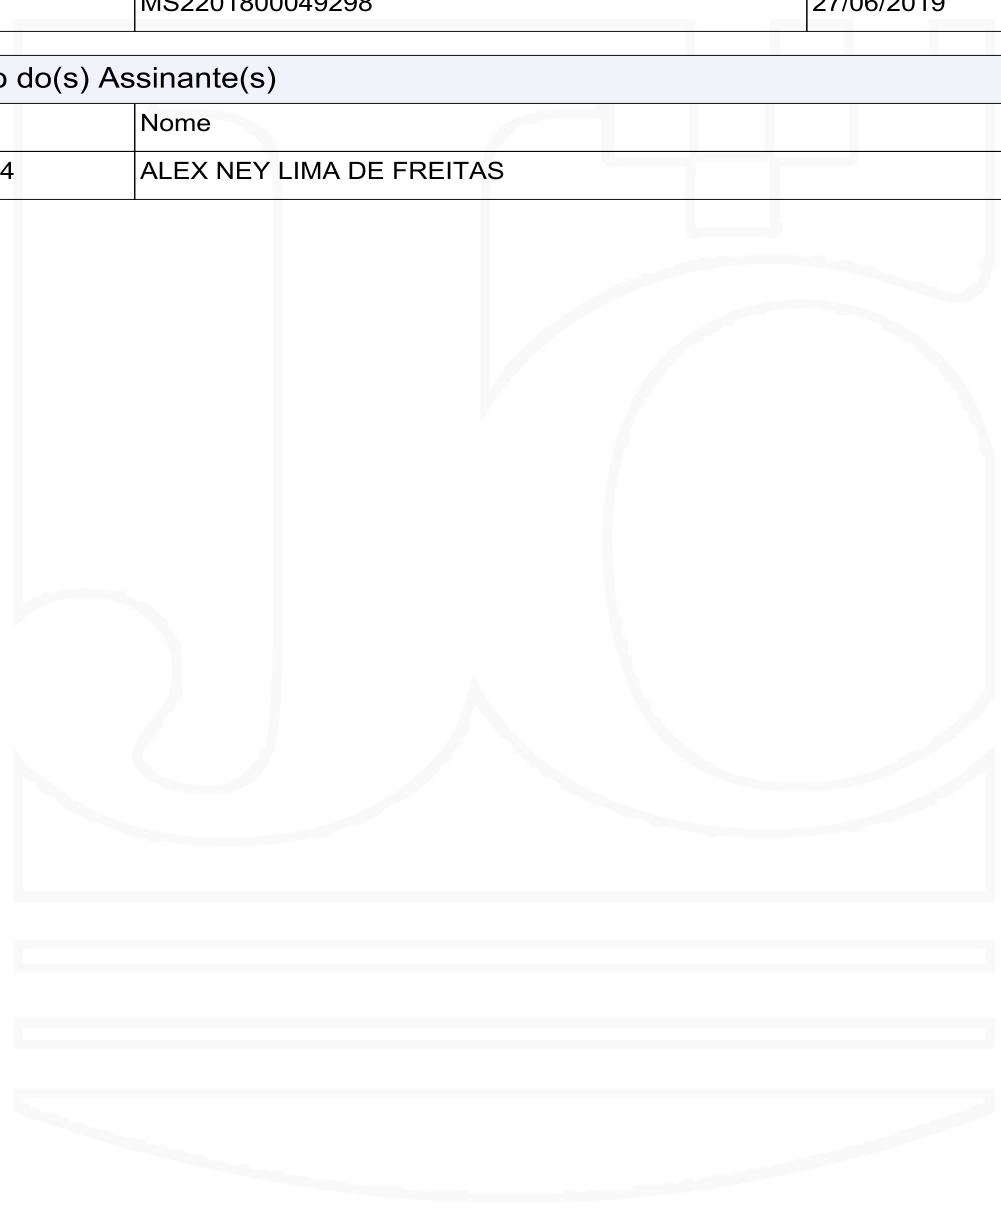 MS2201800049298 27/06/2019
o do(s) Assinante(s)
Nome
4 ALEX NEY LIMA DE FREITAS